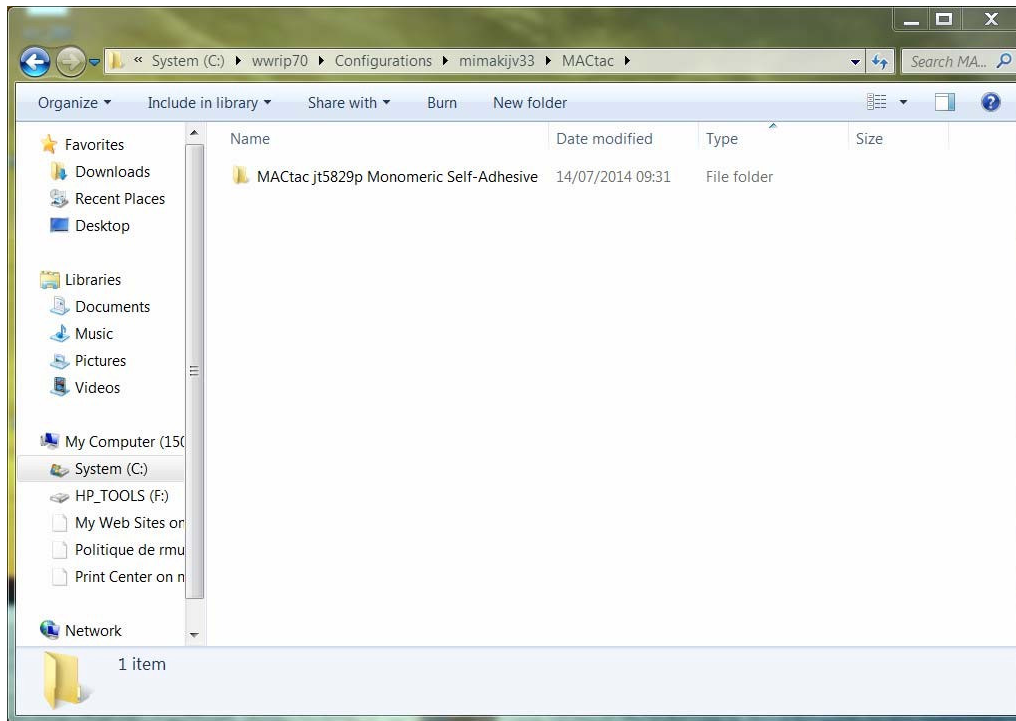 « System (C:) ▸ wwrip70 ▸ Configurations ▸ mimakijv33 ▸ MACtac ▸ Search MA...
Organize Include in library Share with Burn New folder
Name Date modified Type Size
MACtac jt5829p Monomeric Self-Adhesive 14/07/2014 09:31 File folder
Favorites
Downloads
Recent Places
Desktop
Libraries
Documents
Music
Pictures
Videos
My Computer (150
System (C:)
HP_TOOLS (F:)
My Web Sites on
Politique de rmu
Print Center on m
Network
1 item